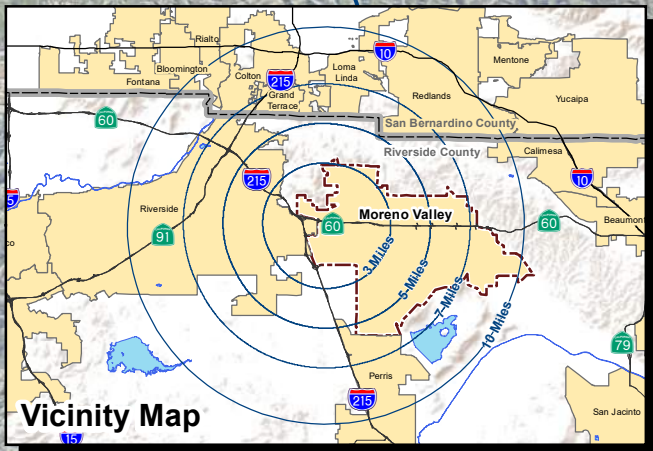 Rialto
10
Bloomington
Fontana
Colton
215
Loma
Linda
Mentone
Grand
Terrace
Redlands
Yucaipa
60
San Bernardino County
Riverside County
Calimesa
215
10
Riverside
Moreno Valley
60
60
Beaumont
91
3-Miles
5-Miles
7-Miles
10-Miles
79
Perris
215
San Jacinto
Vicinity Map
15